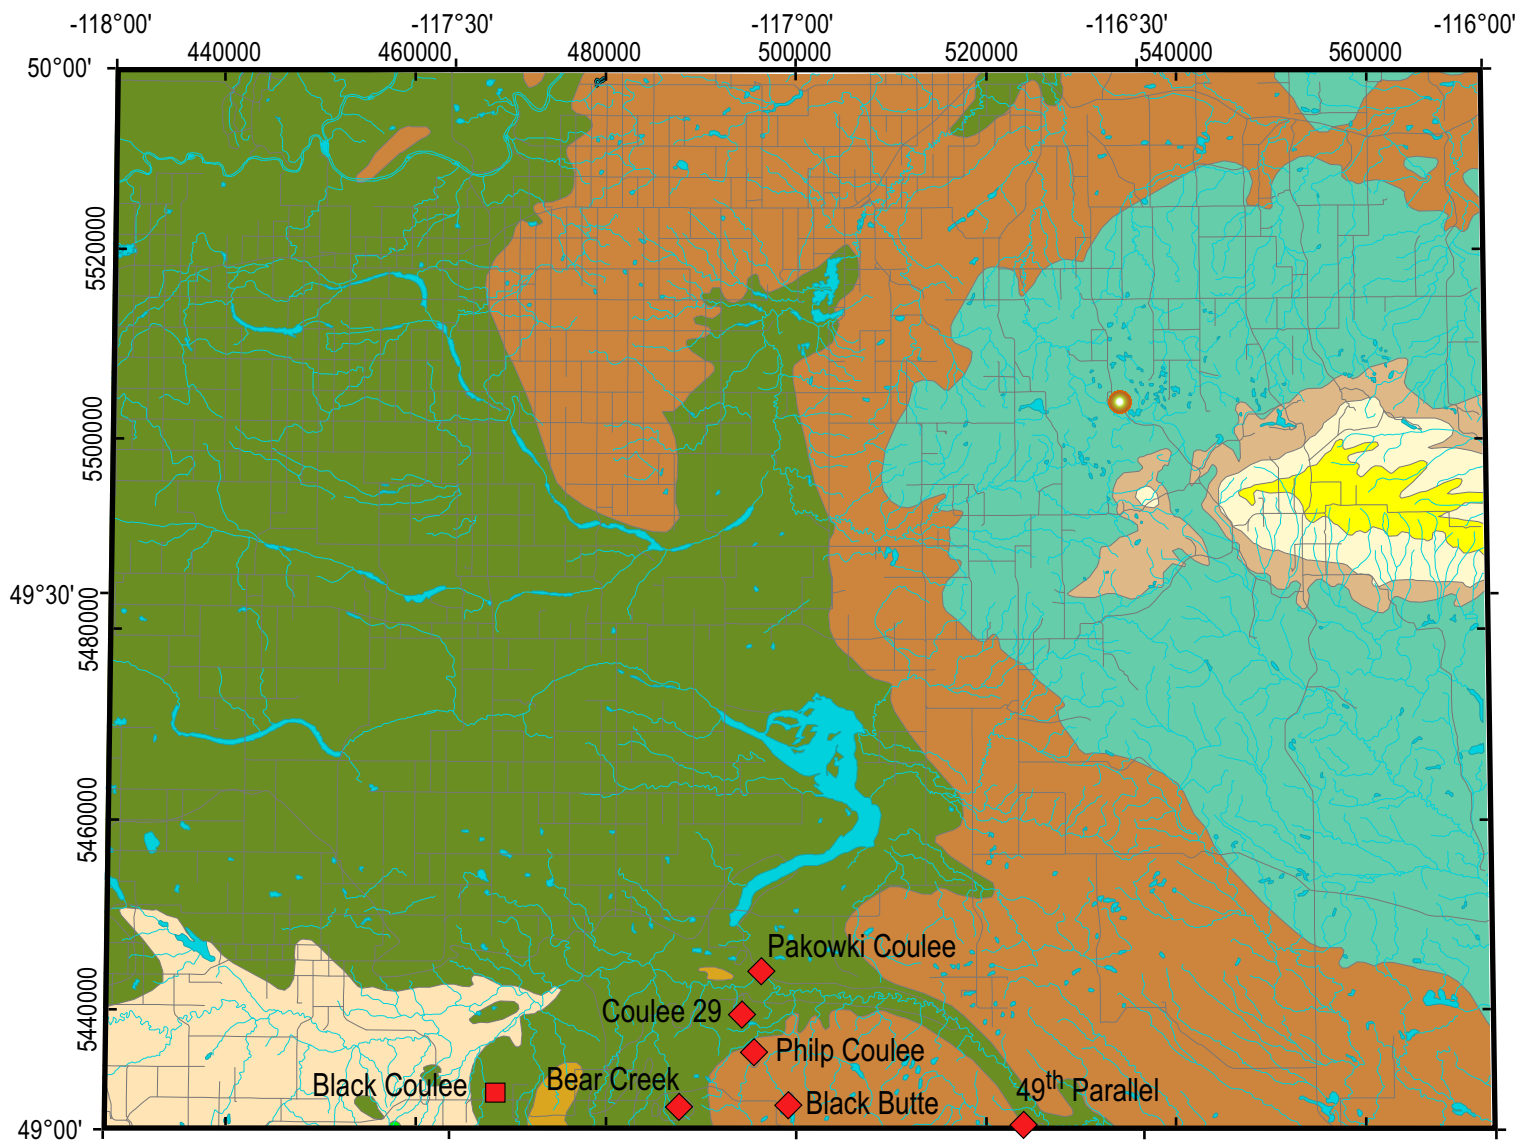 -118°00' -117°30' -117°00' -116°30' -116°00'
440000 460000 480000 500000 520000 540000 560000
50°00'
5520000
5500000
49°30'
5480000
5460000
Pakowki Coulee
Coulee 29
5440000
Philp Coulee
Bear Creek
Black Coulee
49th Parallel
Black Butte
49°00'